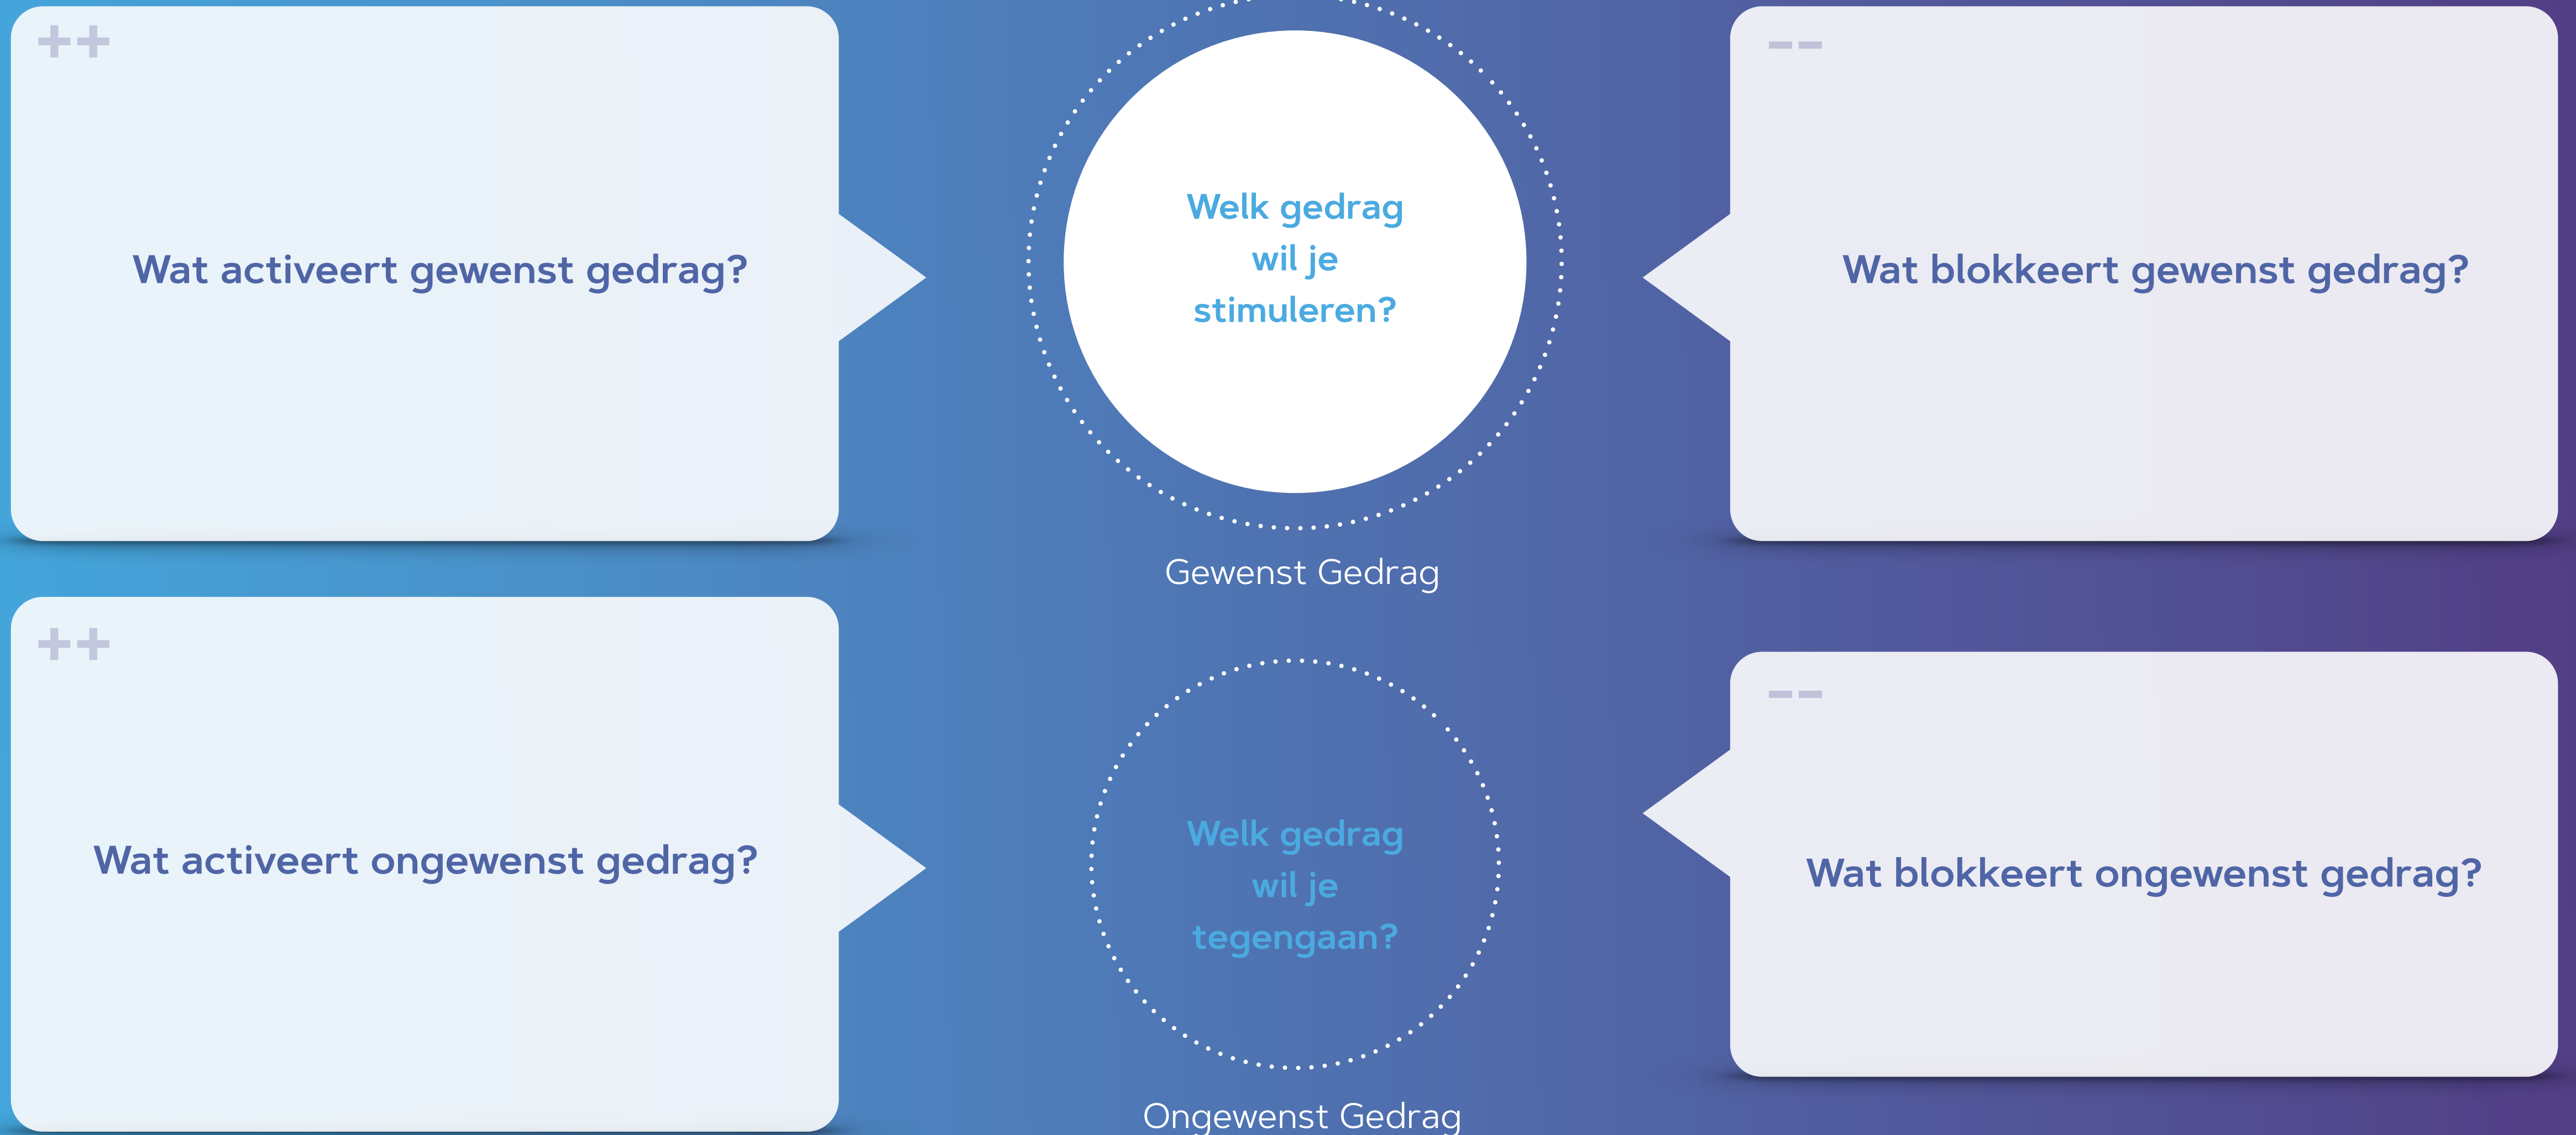 ++
Wat activeert gewenst gedrag?
Welk gedrag
wil je
stimuleren?
Gewenst Gedrag
--
Wat blokkeert gewenst gedrag?
++
Wat activeert ongewenst gedrag?
Welk gedrag
wil je
tegengaan?
Ongewenst Gedrag
--
Wat blokkeert ongewenst gedrag?